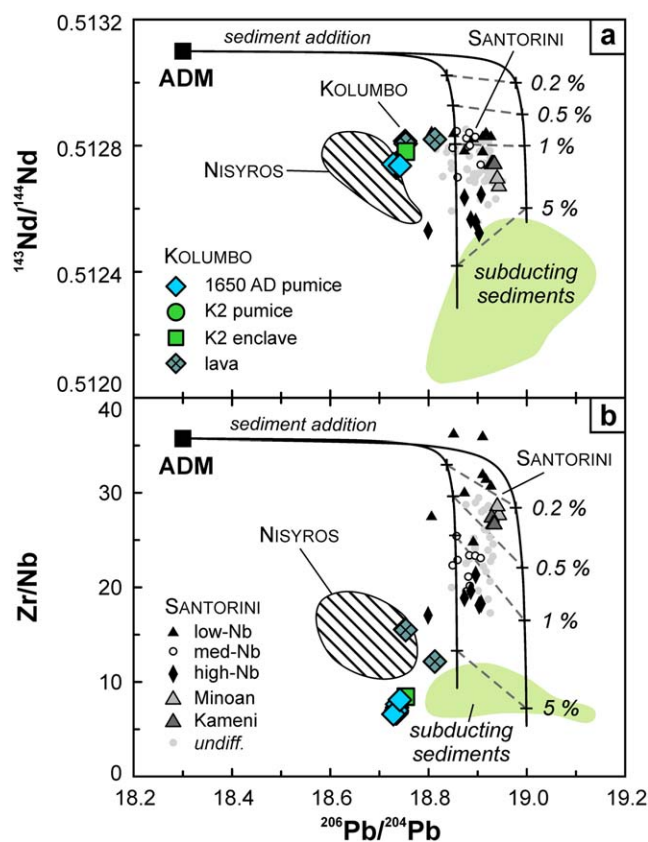 0.5132
0.5128
0.5124
0.5120
143Nd/144Nd
sediment addition
ADM
SANTORINI
a
KOLUMBO
NISYROS
0.2 %
0.5 %
1 %
5 %
KOLUMBO
1650 AD pumice
K2 pumice
K2 enclave
lava
subducting
sediments
40
30
20
10
0
Zr/Nb
sediment addition
ADM
b
SANTORINI
NISYROS
0.2 %
0.5 %
1 %
5 %
SANTORINI
low-Nb
med-Nb
high-Nb
Minoan
Kameni
undiff.
subducting
sediments
18.2 18.4 18.6 18.8 19.0 19.2
206Pb/204Pb